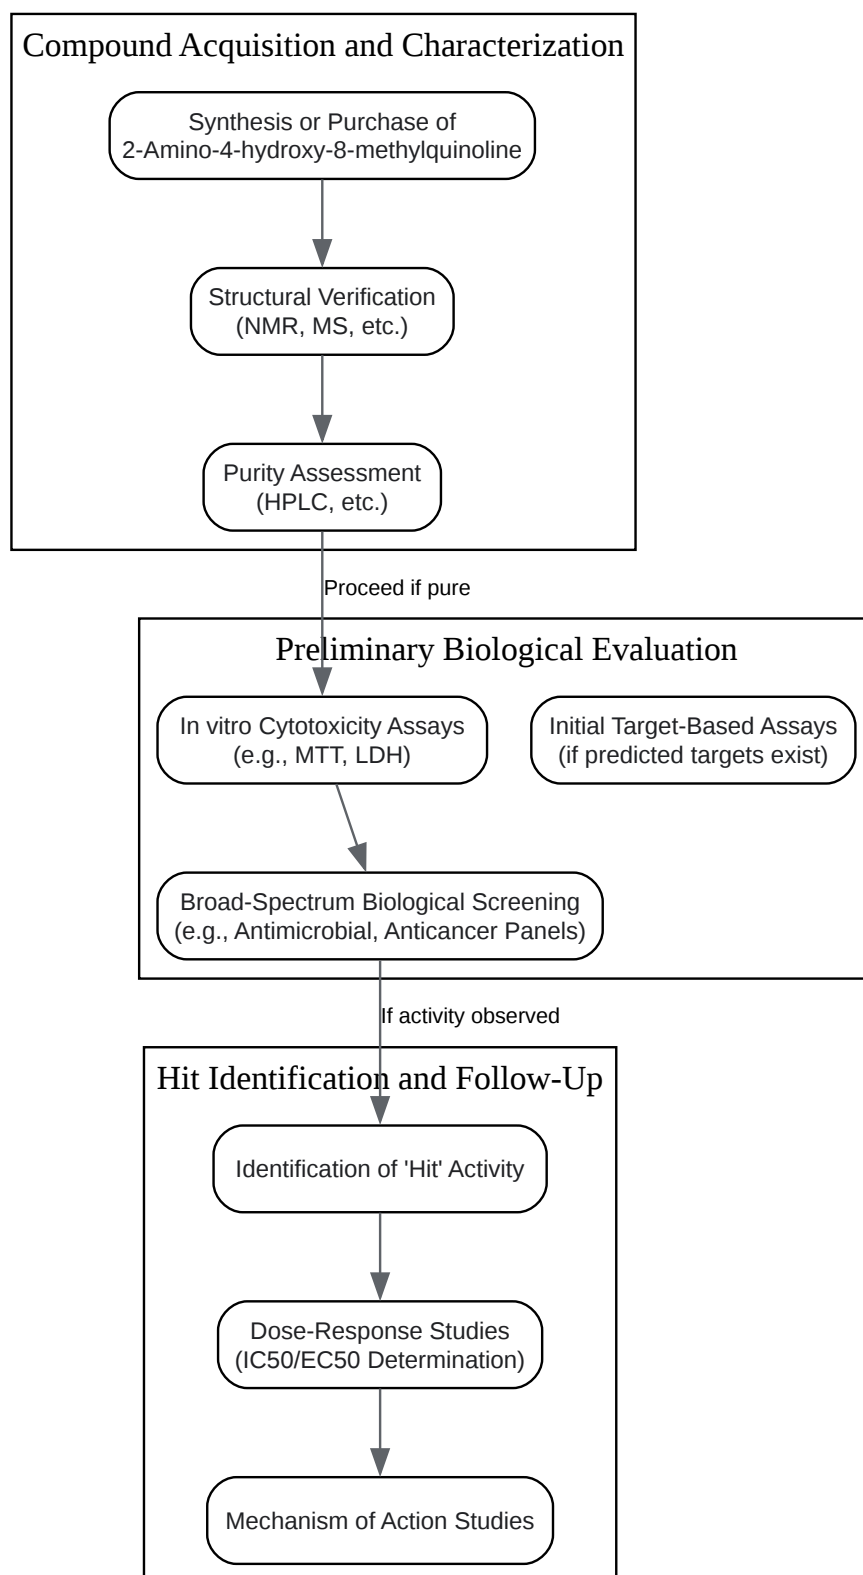 Compound Acquisition and Characterization
Synthesis or Purchase of
2-Amino-4-hydroxy-8-methylquinoline
Structural Verification
(NMR, MS, etc.)
Purity Assessment
(HPLC, etc.)
Proceed if pure
Preliminary Biological Evaluation
In vitro Cytotoxicity Assays
(e.g., MTT, LDH)
Initial Target-Based Assays
(if predicted targets exist)
Broad-Spectrum Biological Screening
(e.g., Antimicrobial, Anticancer Panels)
If activity observed
Hit Identification and Follow-Up
Identification of 'Hit' Activity
Dose-Response Studies
(IC50/EC50 Determination)
Mechanism of Action Studies